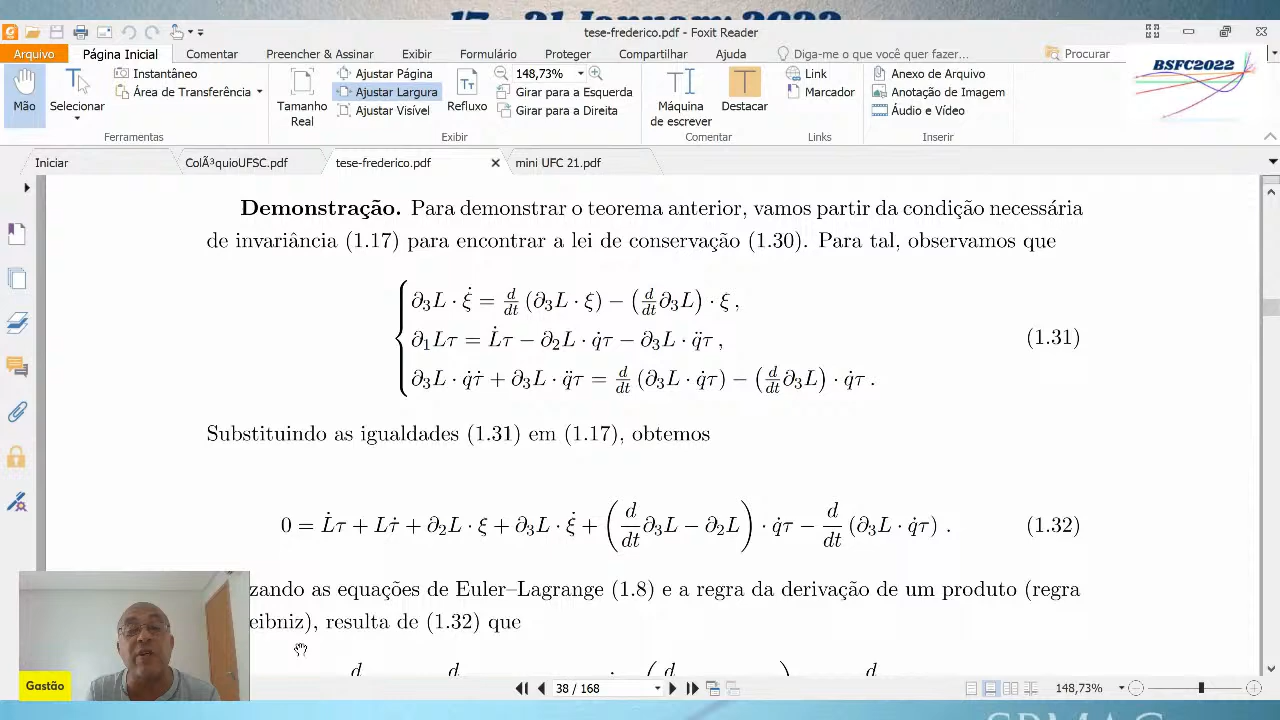 17 - 21 January 2022
tese-frederico.pdf - Foxit Reader
Arquivo Página Inicial Comentar Preencher & Assinar Exibir Formulário Proteger Compartilhar Ajuda Diga-me o que você quer fazer... Procurar
BSFC2022
Mão
Selecionar
Instantâneo
Área de Transferência
Ferramentas
Tamanho Real
Ajustar Página
Ajustar Largura
Ajustar Visível
Refluxo
148,73%
Girar para a Esquerda
Girar para a Direita
Exibir
Máquina de escrever
Destacar
Comentar
Link
Marcador
Links
Anexo de Arquivo
Anotação de Imagem
Áudio e Vídeo
Inserir
Iniciar ColÃ³quioUFSC.pdf tese-frederico.pdf mini UFC 21.pdf
Demonstração. Para demonstrar o teorema anterior, vamos partir da condição necessária
de invariância (1.17) para encontrar a lei de conservação (1.30). Para tal, observamos que
∂₃L · ξ̇ = d/dt (∂₃L · ξ) − (d/dt ∂₃L) · ξ ,
∂₁Lτ = L̇τ − ∂₂L · q̇τ − ∂₃L · q̈τ , (1.31)
∂₃L · q̇τ̇ + ∂₃L · q̈τ = d/dt (∂₃L · q̇τ) − (d/dt ∂₃L) · q̇τ .
Substituindo as igualdades (1.31) em (1.17), obtemos
0 = L̇τ + Lτ̇ + ∂₂L · ξ + ∂₃L · ξ̇ + (d/dt ∂₃L − ∂₂L) · q̇τ − d/dt (∂₃L · q̇τ) . (1.32)
zando as equações de Euler–Lagrange (1.8) e a regra da derivação de um produto (regra
eibniz), resulta de (1.32) que
Gastão
38 / 168
148,73%